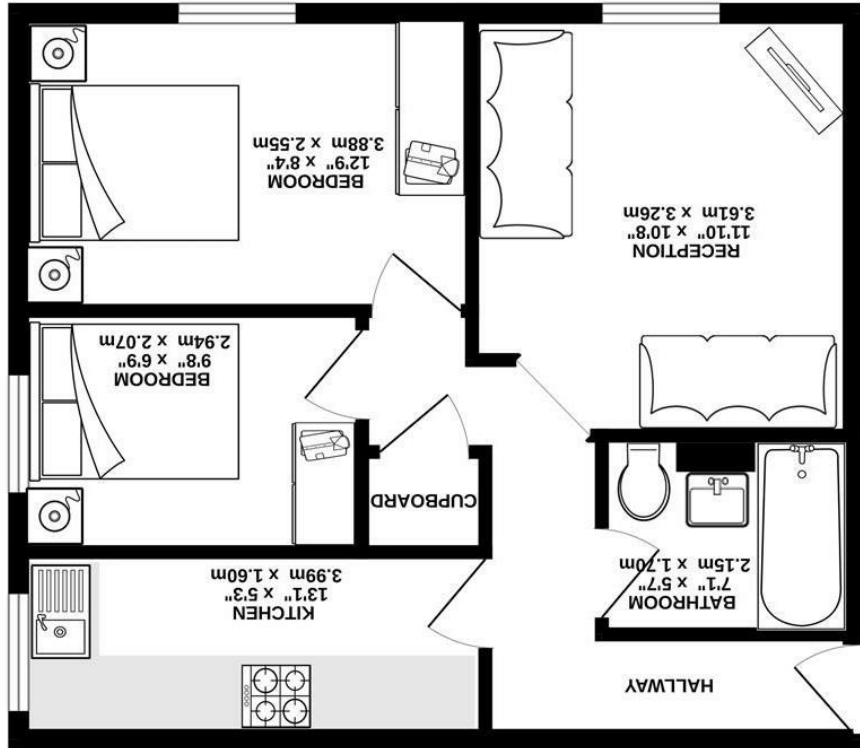 HALLWAY
KITCHEN
13'1" x 5'3"
3.99m x 1.60m
BATHROOM
7'1" x 5'7"
2.15m x 1.70m
CUPBOARD
BEDROOM
9'8" x 6'9"
2.94m x 2.07m
RECEPTION
11'10" x 10'8
3.61m x 3.26m
BEDROOM
12'9" x 8'4"
3.88m x 2.55m